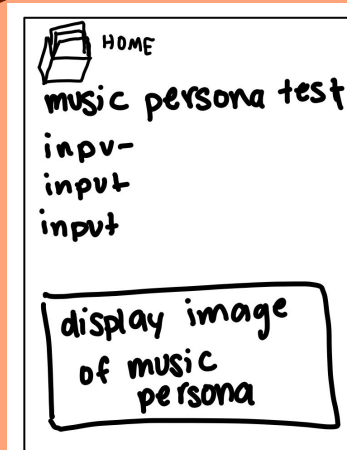 HOME
music persona test
inpu-
input
input
display image
of music
persona